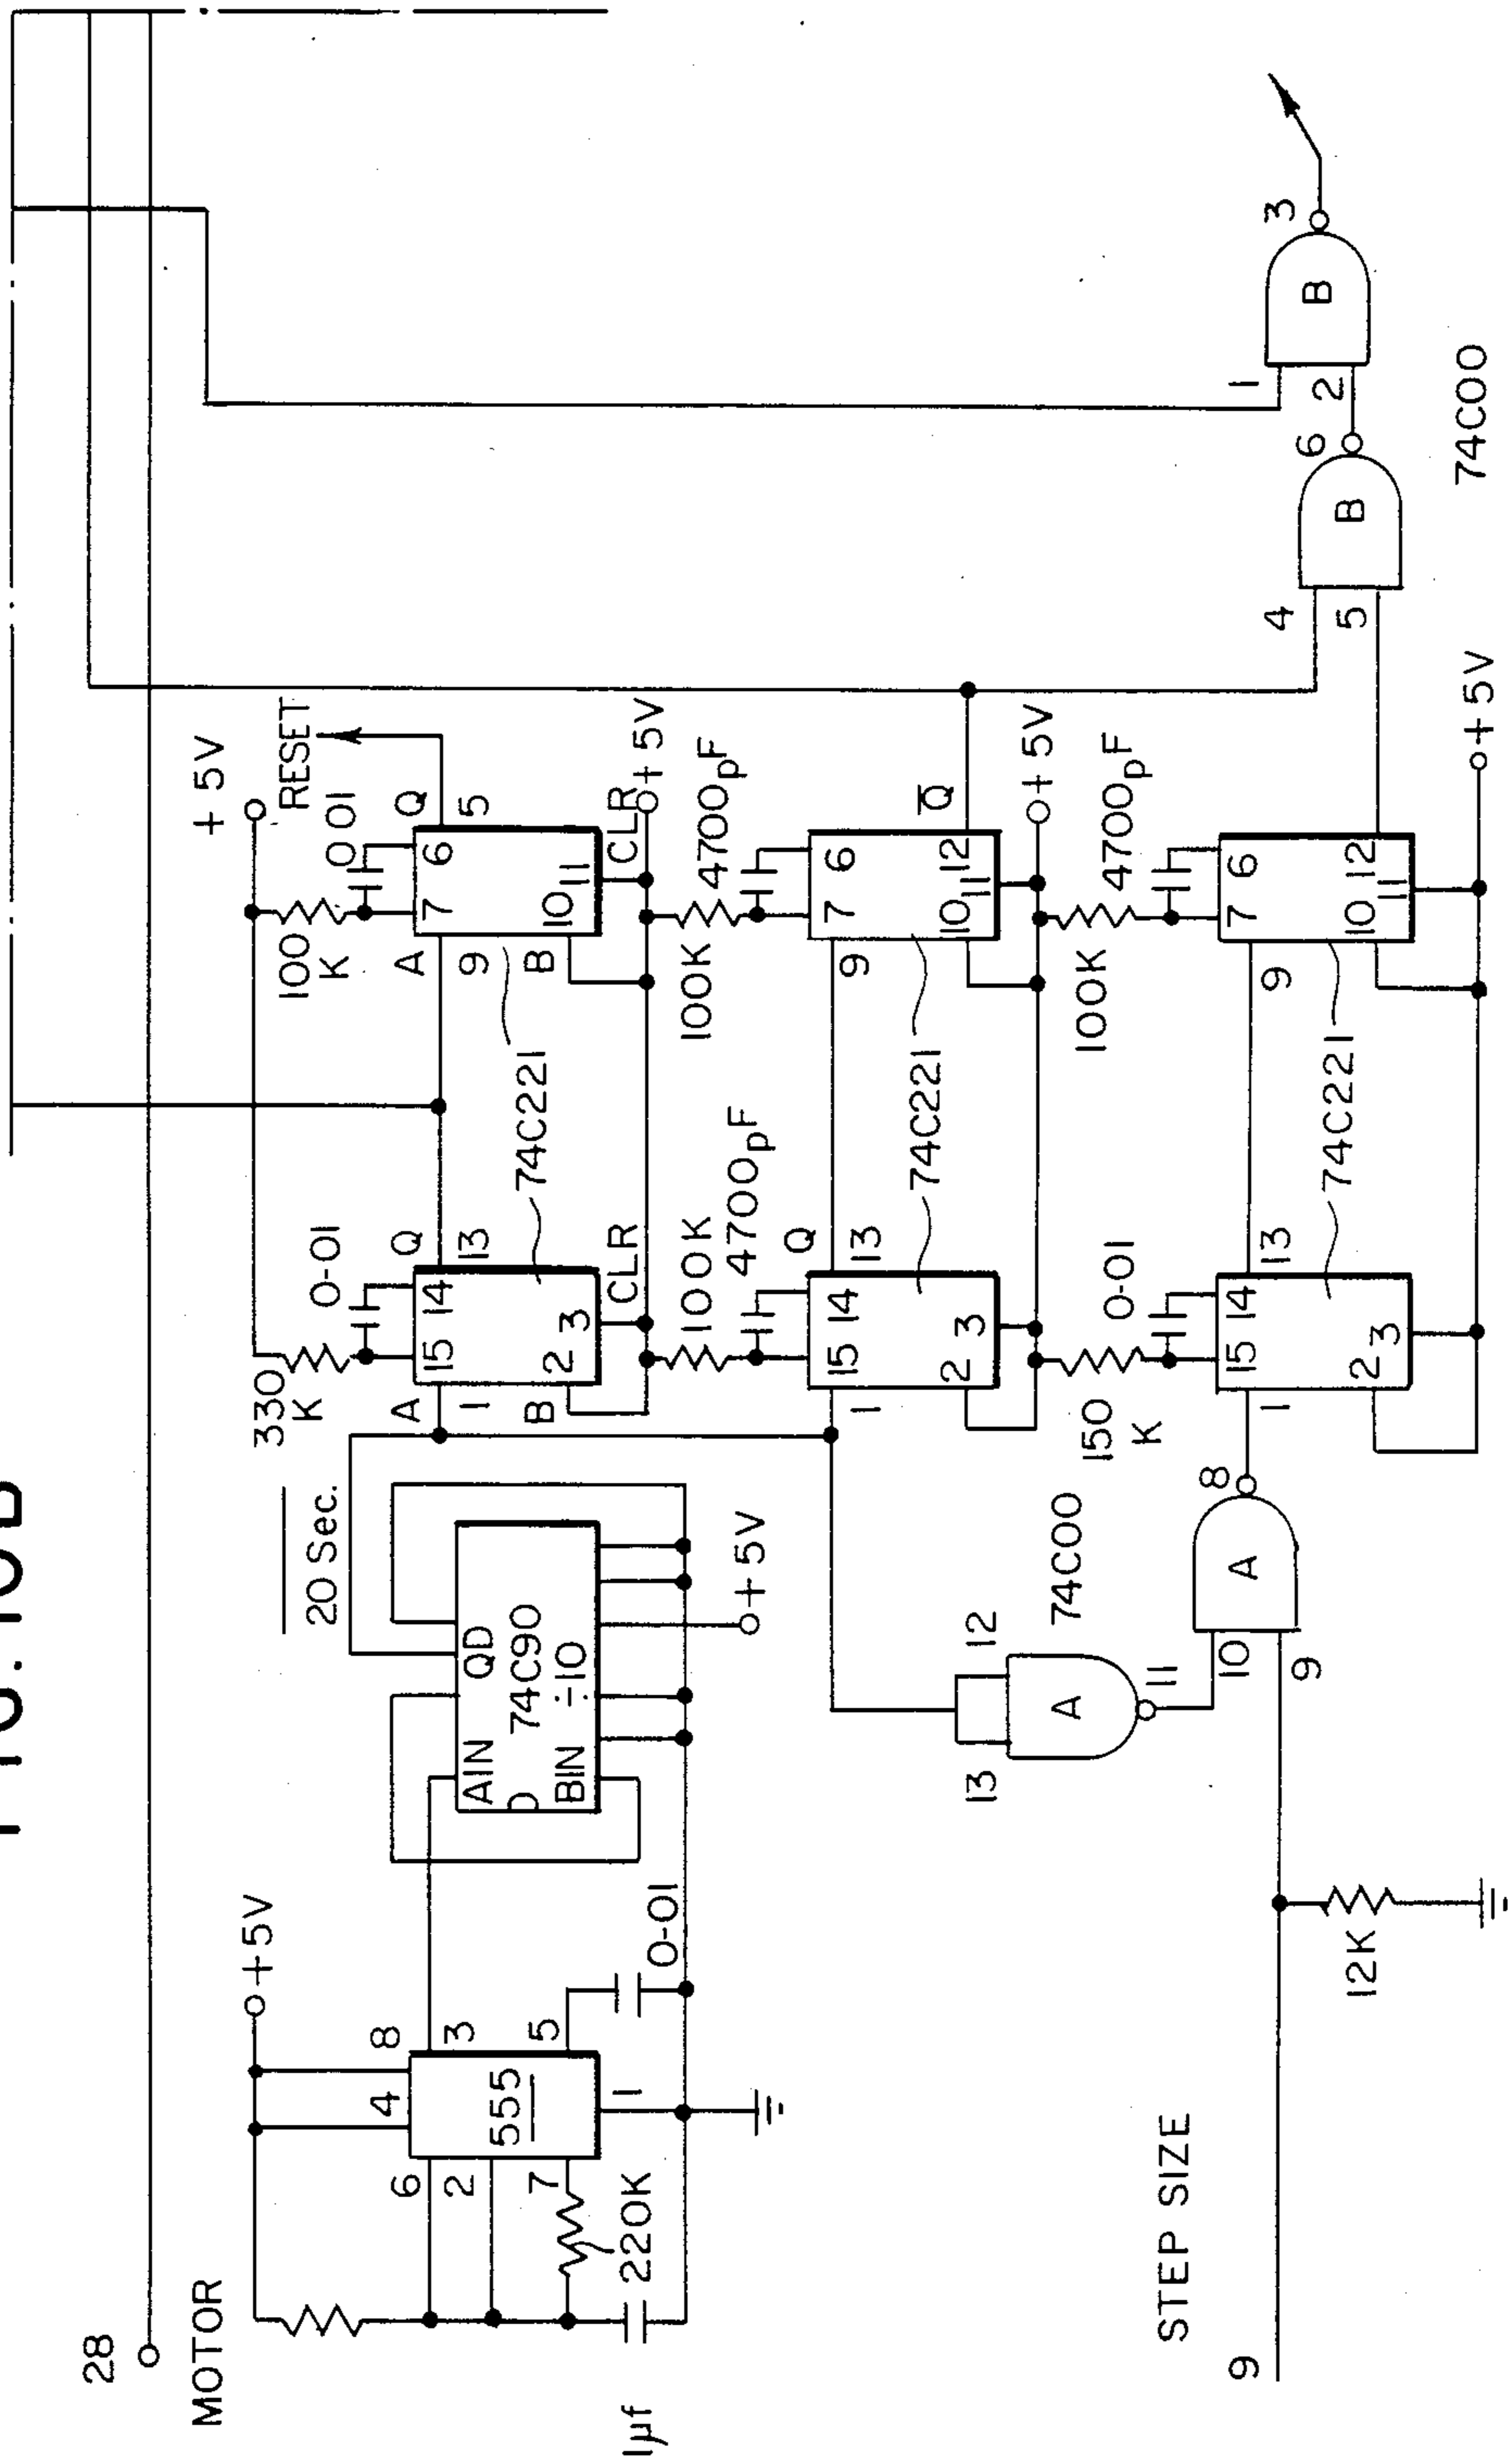 28
MOTOR
+5V
4
8
6
2
7
3
5
1
555
220K
1µf
0-01
AIN
QD
74C90
÷10
BIN
+5V
20 Sec.
+5V
330
K
0-01
A
1
B
15
14
2
3
Q
13
CLR
74C221
100
K
0 01
A
9
B
7
6
10
11
Q
5
CLR
RESET
+5V
100K
4700pF
1
15
14
2
3
Q
13
74C221
100K
4700pF
9
7
6
10
11
12
Q̅
+5V
150
K
0-01
1
15
14
2
3
13
74C221
100K
4700pF
9
7
6
10
11
12
+5V
13
12
A
11
74C00
10
9
A
8
STEP SIZE
9
12K
4
5
B
6
1
2
B
3
74C00